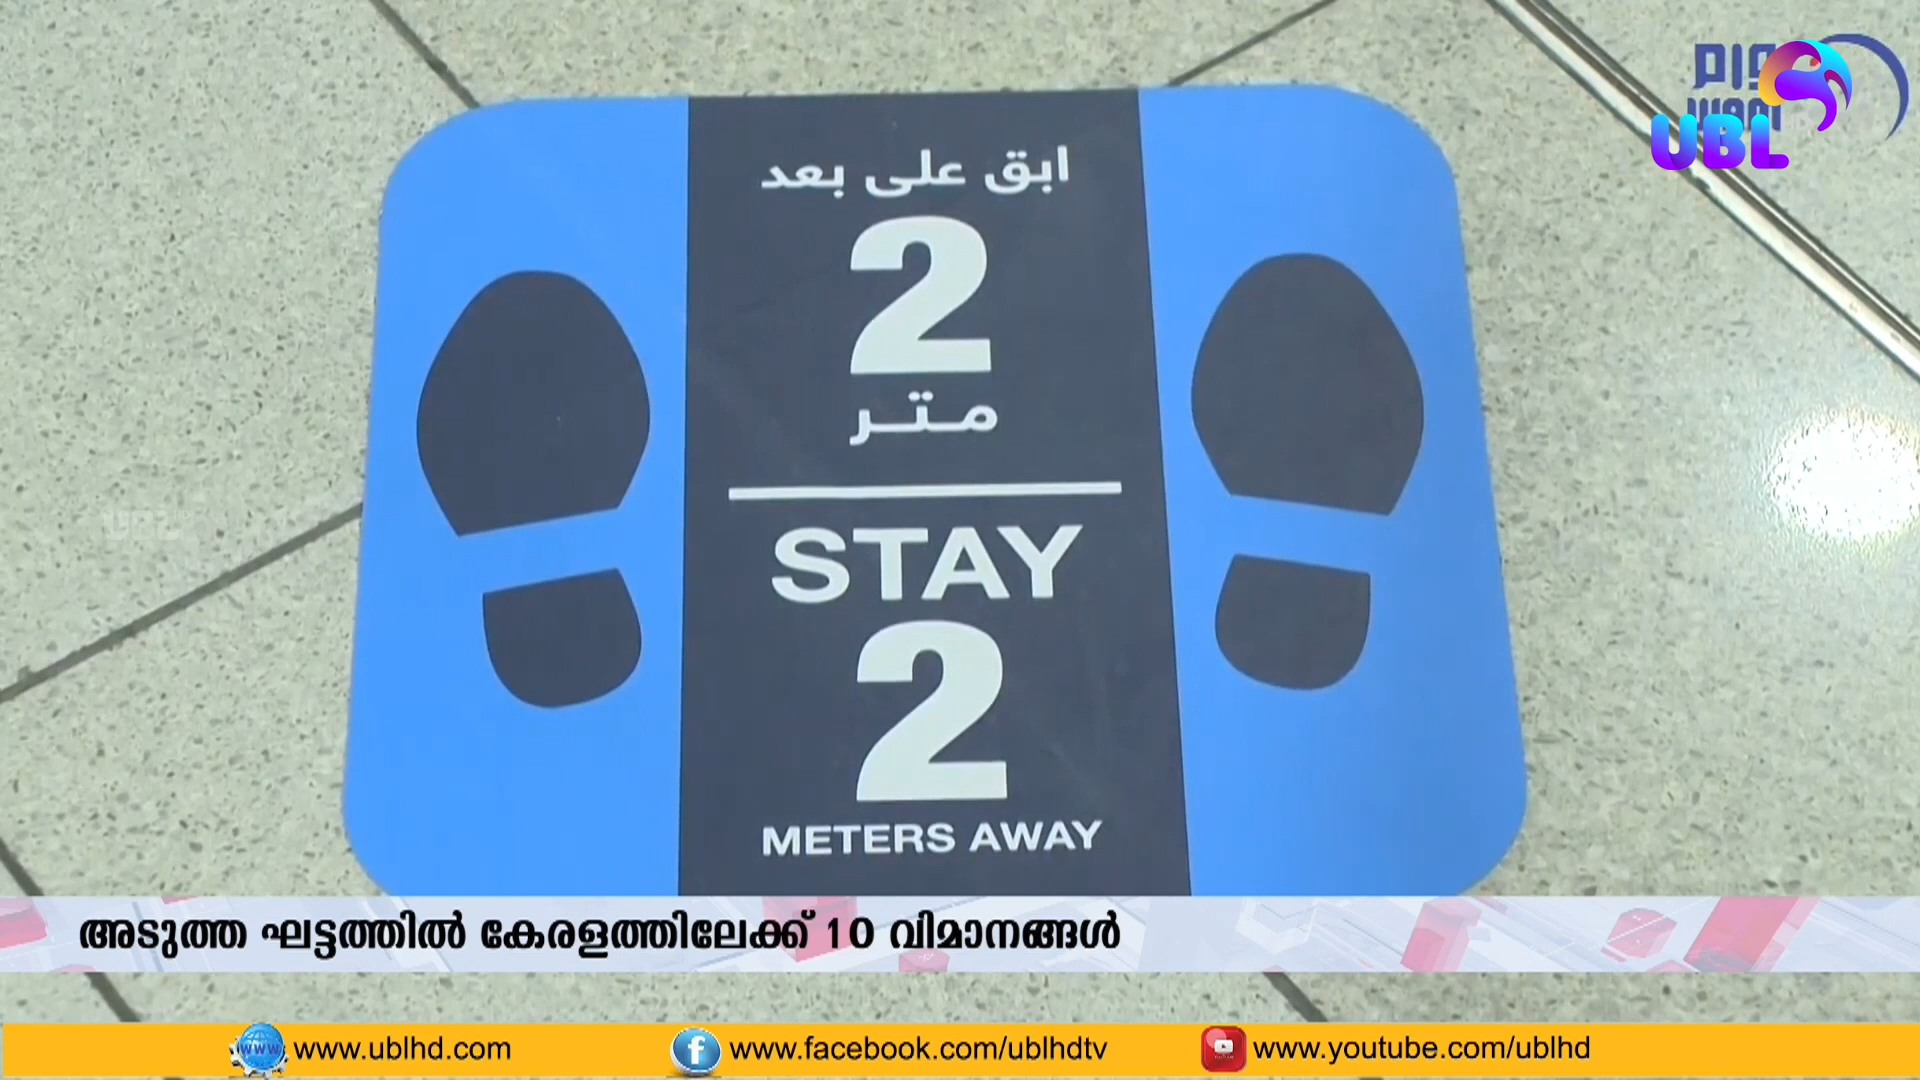 UBL
ابق على بعد
2
متر
STAY
2
METERS AWAY
അടുത്ത ഘട്ടത്തിൽ കേരളത്തിലേക്ക് 10 വിമാനങ്ങൾ
www.ublhd.com
www.facebook.com/ublhdtv
www.youtube.com/ublhd